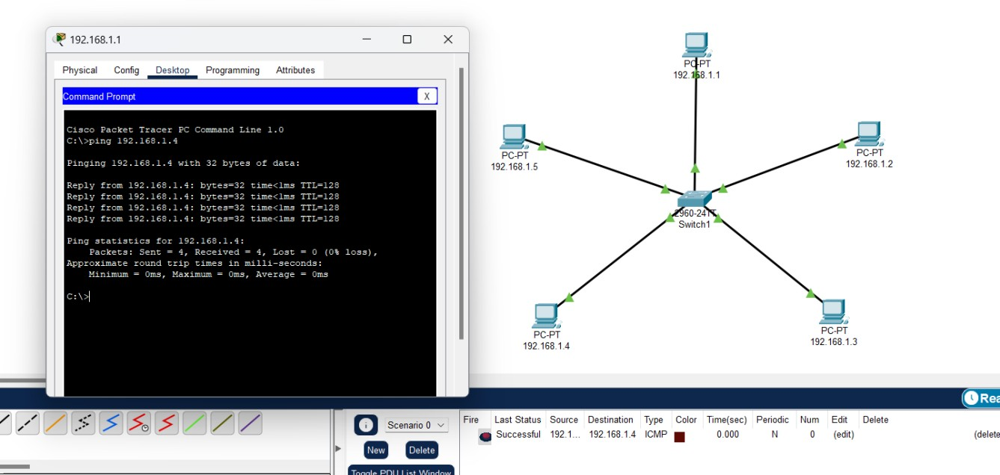 192.168.1.1
Physical Config Desktop Programming Attributes
Command Prompt X
Cisco Packet Tracer PC Command Line 1.0
C:\>ping 192.168.1.4
Pinging 192.168.1.4 with 32 bytes of data:
Reply from 192.168.1.4: bytes=32 time<1ms TTL=128
Reply from 192.168.1.4: bytes=32 time<1ms TTL=128
Reply from 192.168.1.4: bytes=32 time<1ms TTL=128
Reply from 192.168.1.4: bytes=32 time<1ms TTL=128
Ping statistics for 192.168.1.4:
Packets: Sent = 4, Received = 4, Lost = 0 (0% loss),
Approximate round trip times in milli-seconds:
Minimum = 0ms, Maximum = 0ms, Average = 0ms
C:\>
PC-PT
192.168.1.1
PC-PT
192.168.1.5
PC-PT
192.168.1.2
2960-24TT
Switch1
PC-PT
192.168.1.4
PC-PT
192.168.1.3
Rea
Scenario 0
New Delete
Toggle PDU List Window
Fire Last Status Source Destination Type Color Time(sec) Periodic Num Edit Delete
Successful 192.1... 192.168.1.4 ICMP 0.000 N 0 (edit) (delete